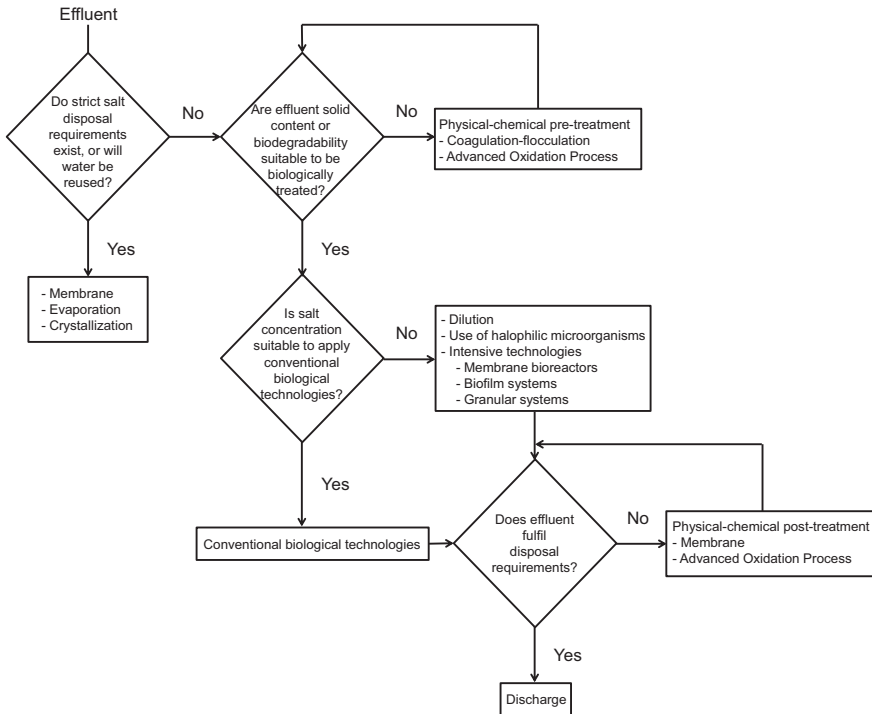 Effluent
Do strict salt
disposal
requirements
exist, or will
water be
reused?
No
Are effluent solid
content or
biodegradability
suitable to be
biologically
treated?
No
Physical-chemical pre-treatment
- Coagulation-flocculation
- Advanced Oxidation Process
Yes
Yes
- Membrane
- Evaporation
- Crystallization
Is salt
concentration
suitable to apply
conventional
biological
technologies?
No
- Dilution
- Use of halophilic microorganisms
- Intensive technologies
- Membrane bioreactors
- Biofilm systems
- Granular systems
Yes
Conventional biological technologies
Does effluent
fulfil
disposal
requirements?
No
Physical-chemical post-treatment
- Membrane
- Advanced Oxidation Process
Yes
Discharge